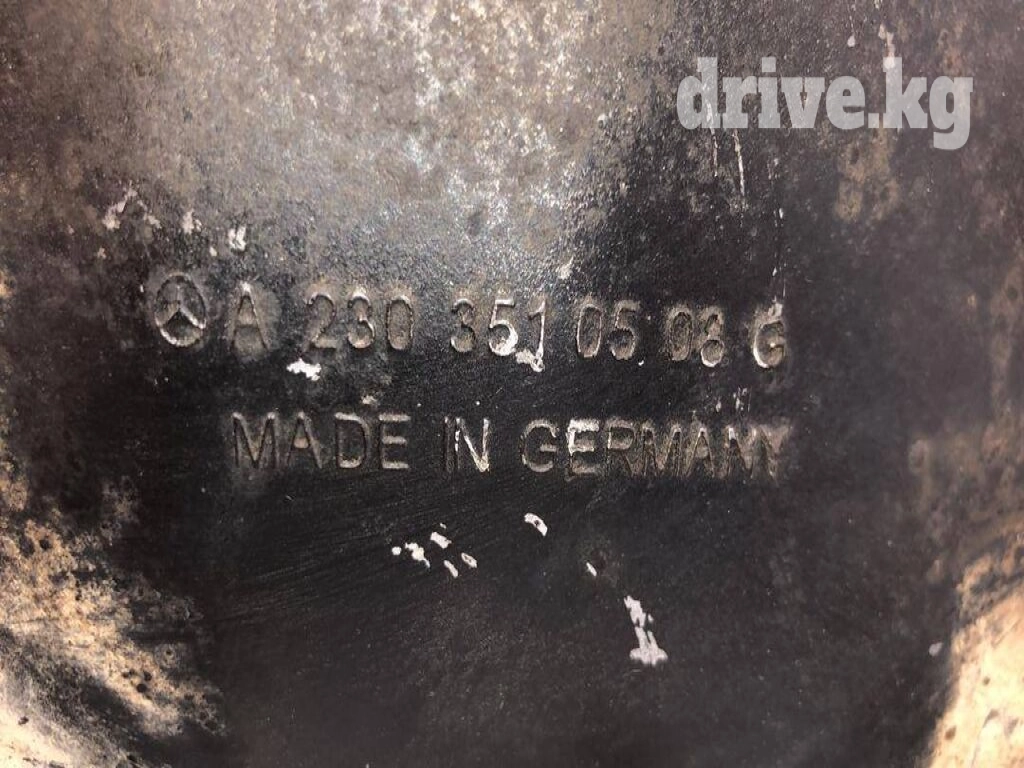 drive.kg
A 230 351 05 08 G
MADE IN GERMANY